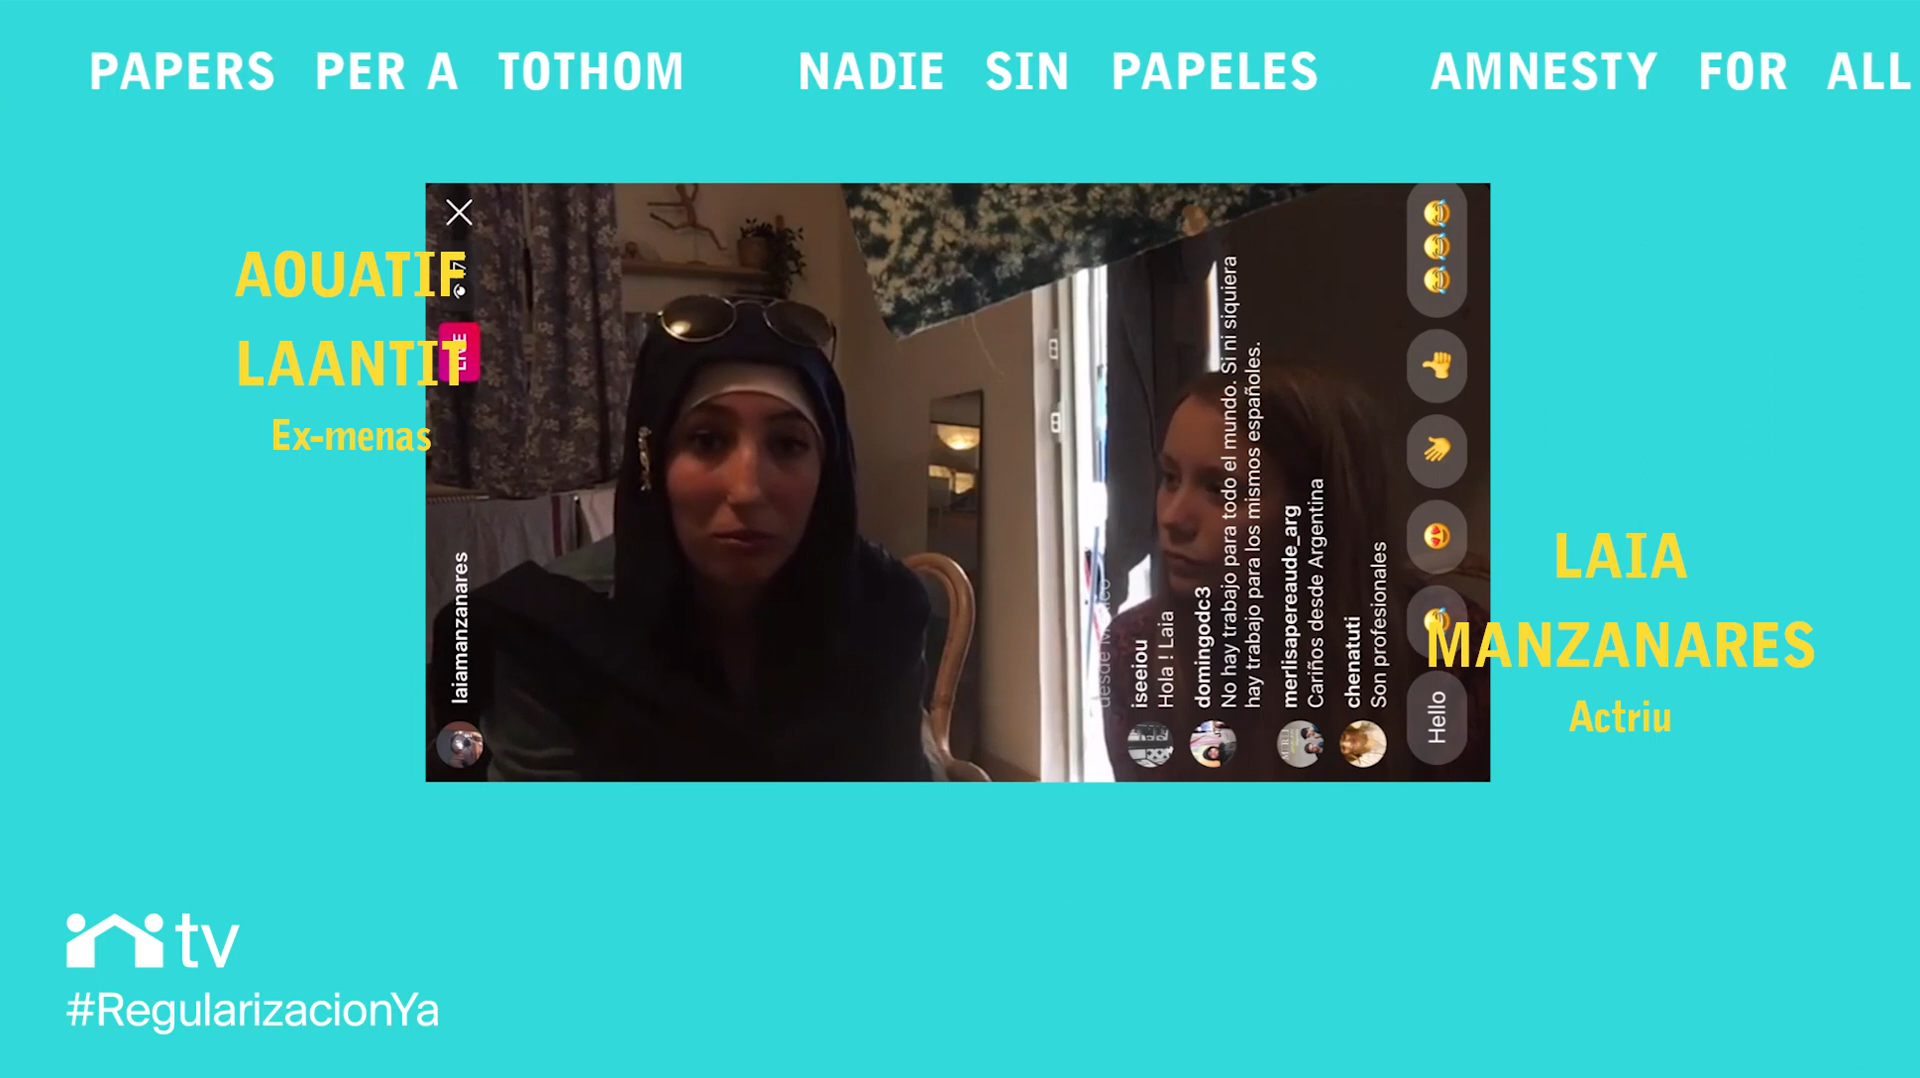 PAPERS PER A TOTHOM NADIE SIN PAPELES AMNESTY FOR ALL
AOUATIF
LAANTIT
Ex-menas
LIVE
laiamanzanares
desde
iseeiou
Hola ! Laia
domingodc3
No hay trabajo para todo el mundo. Si ni siquiera
hay trabajo para los mismos españoles.
merlisapereaude_arg
Cariños desde Argentina
chenatuti
Son profesionales
Hello
LAIA
MANZANARES
Actriu
tv
#RegularizacionYa